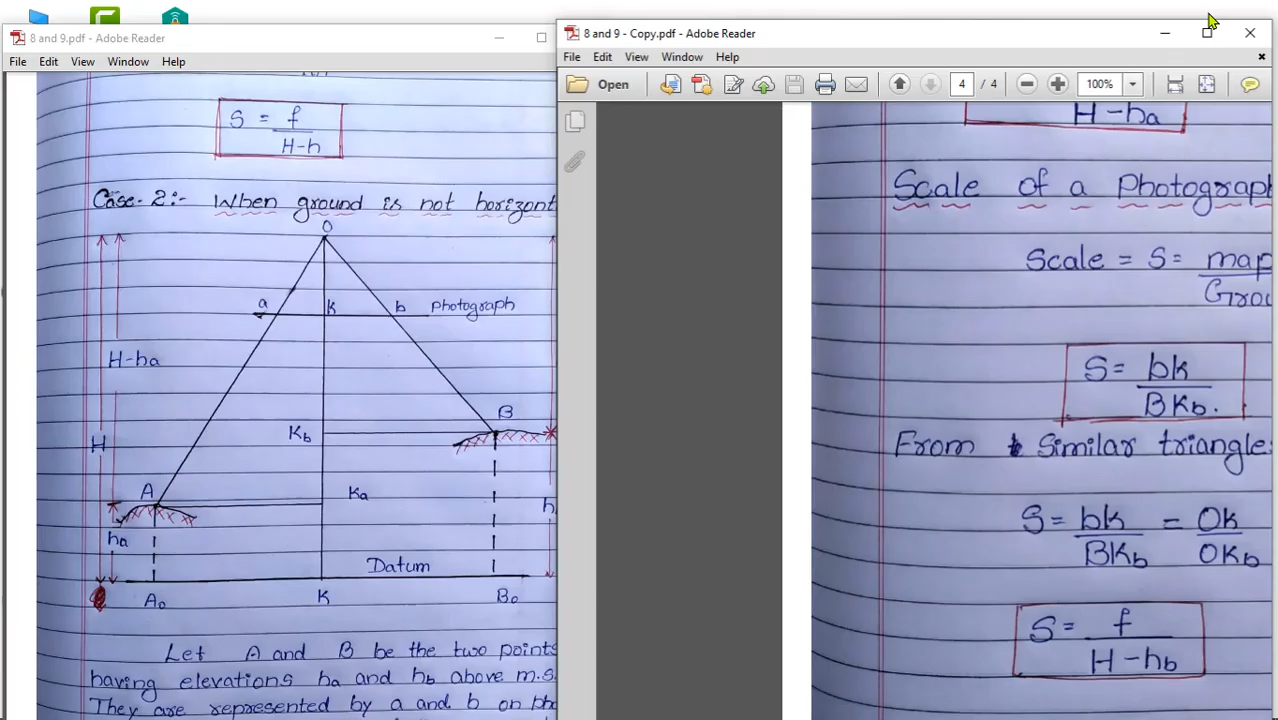 8 and 9.pdf - Adobe Reader
File Edit View Window Help
S = f
H-h
Case-2:- When ground is not horizont
O
a k b Photograph
H-ha
B
Kb
H
A Ka
h
ha
Datum
A0 K B0
Let A and B be the two points
having elevations ha and hb above m.s.
They are represented by a and b on pho
8 and 9 - Copy.pdf - Adobe Reader
File Edit View Window Help
Open 4 / 4 100%
H-ha
Scale of a Photograph
Scale = S = map
Grou
S= bk
BKb.
From Similar triangle
S= bk = Ok
BKb OKb
S= f
H-hb